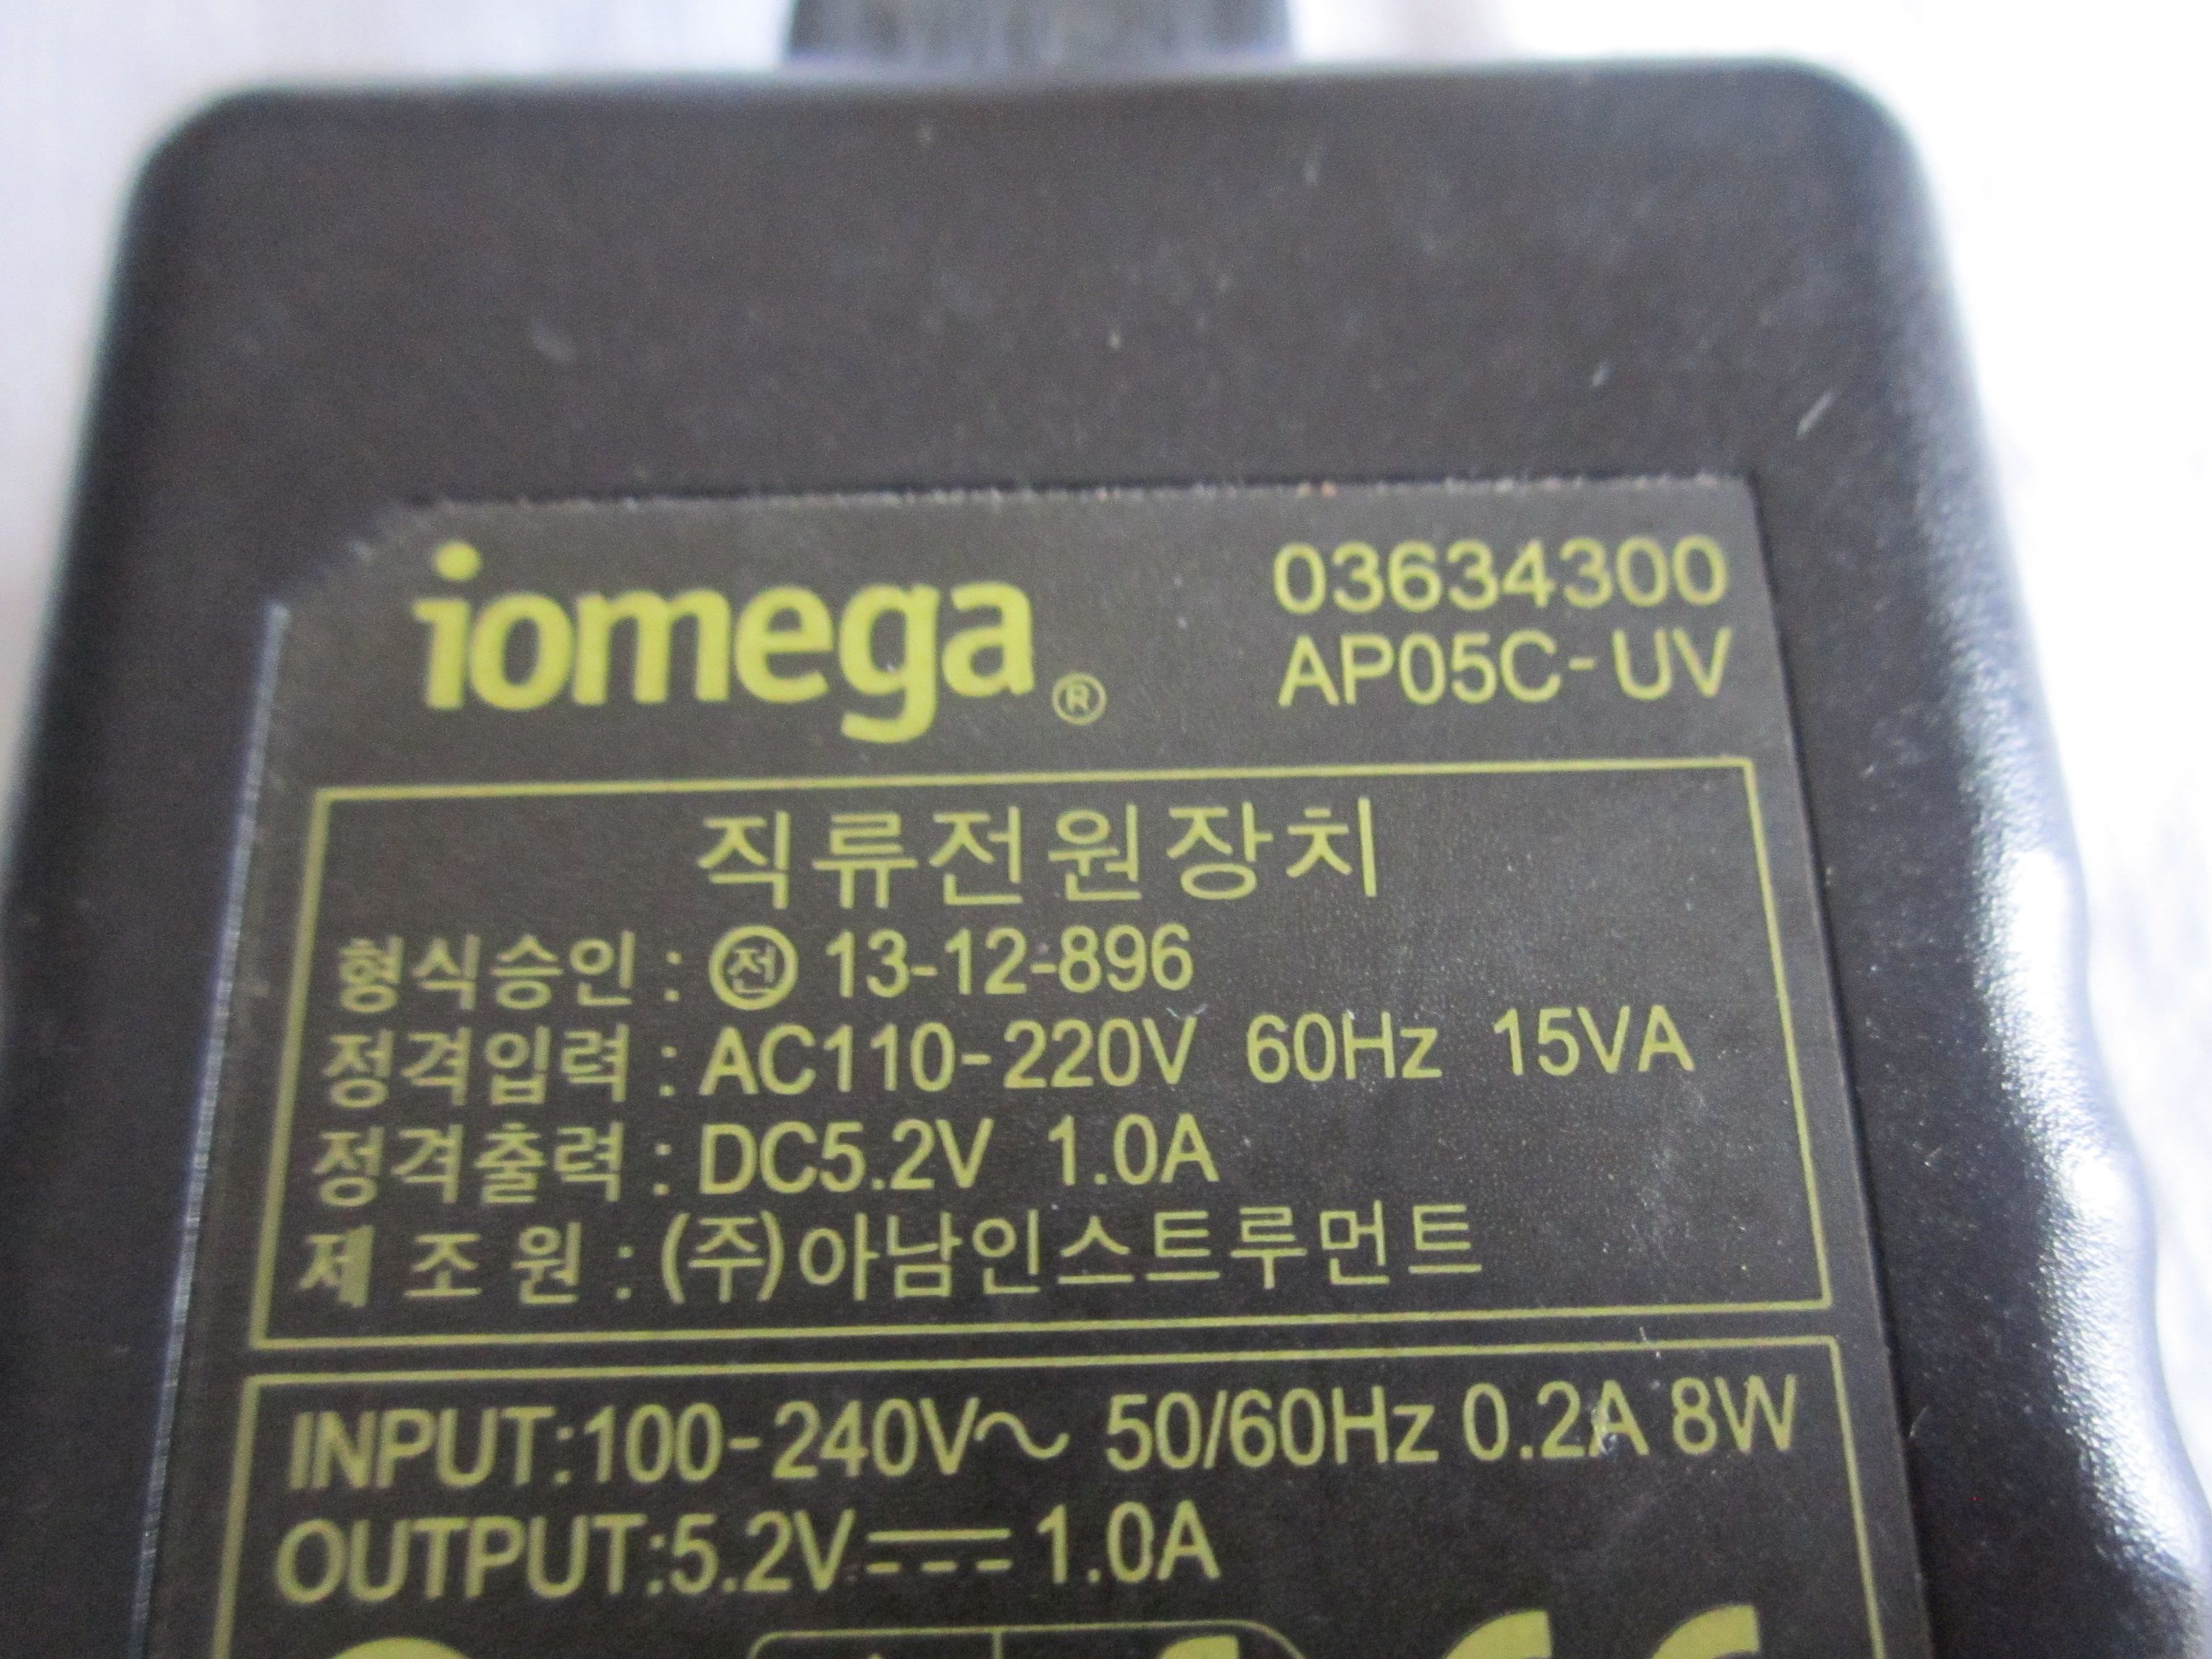 iomega®
03634300
AP05C-UV
직류전원장치
형식승인 : 전 13-12-896
정격입력 : AC110-220V 60Hz 15VA
정격출력 : DC5.2V 1.0A
제 조 원 : (주)아남인스트루먼트
INPUT:100-240V～ 50/60Hz 0.2A 8W
OUTPUT:5.2V⎓1.0A